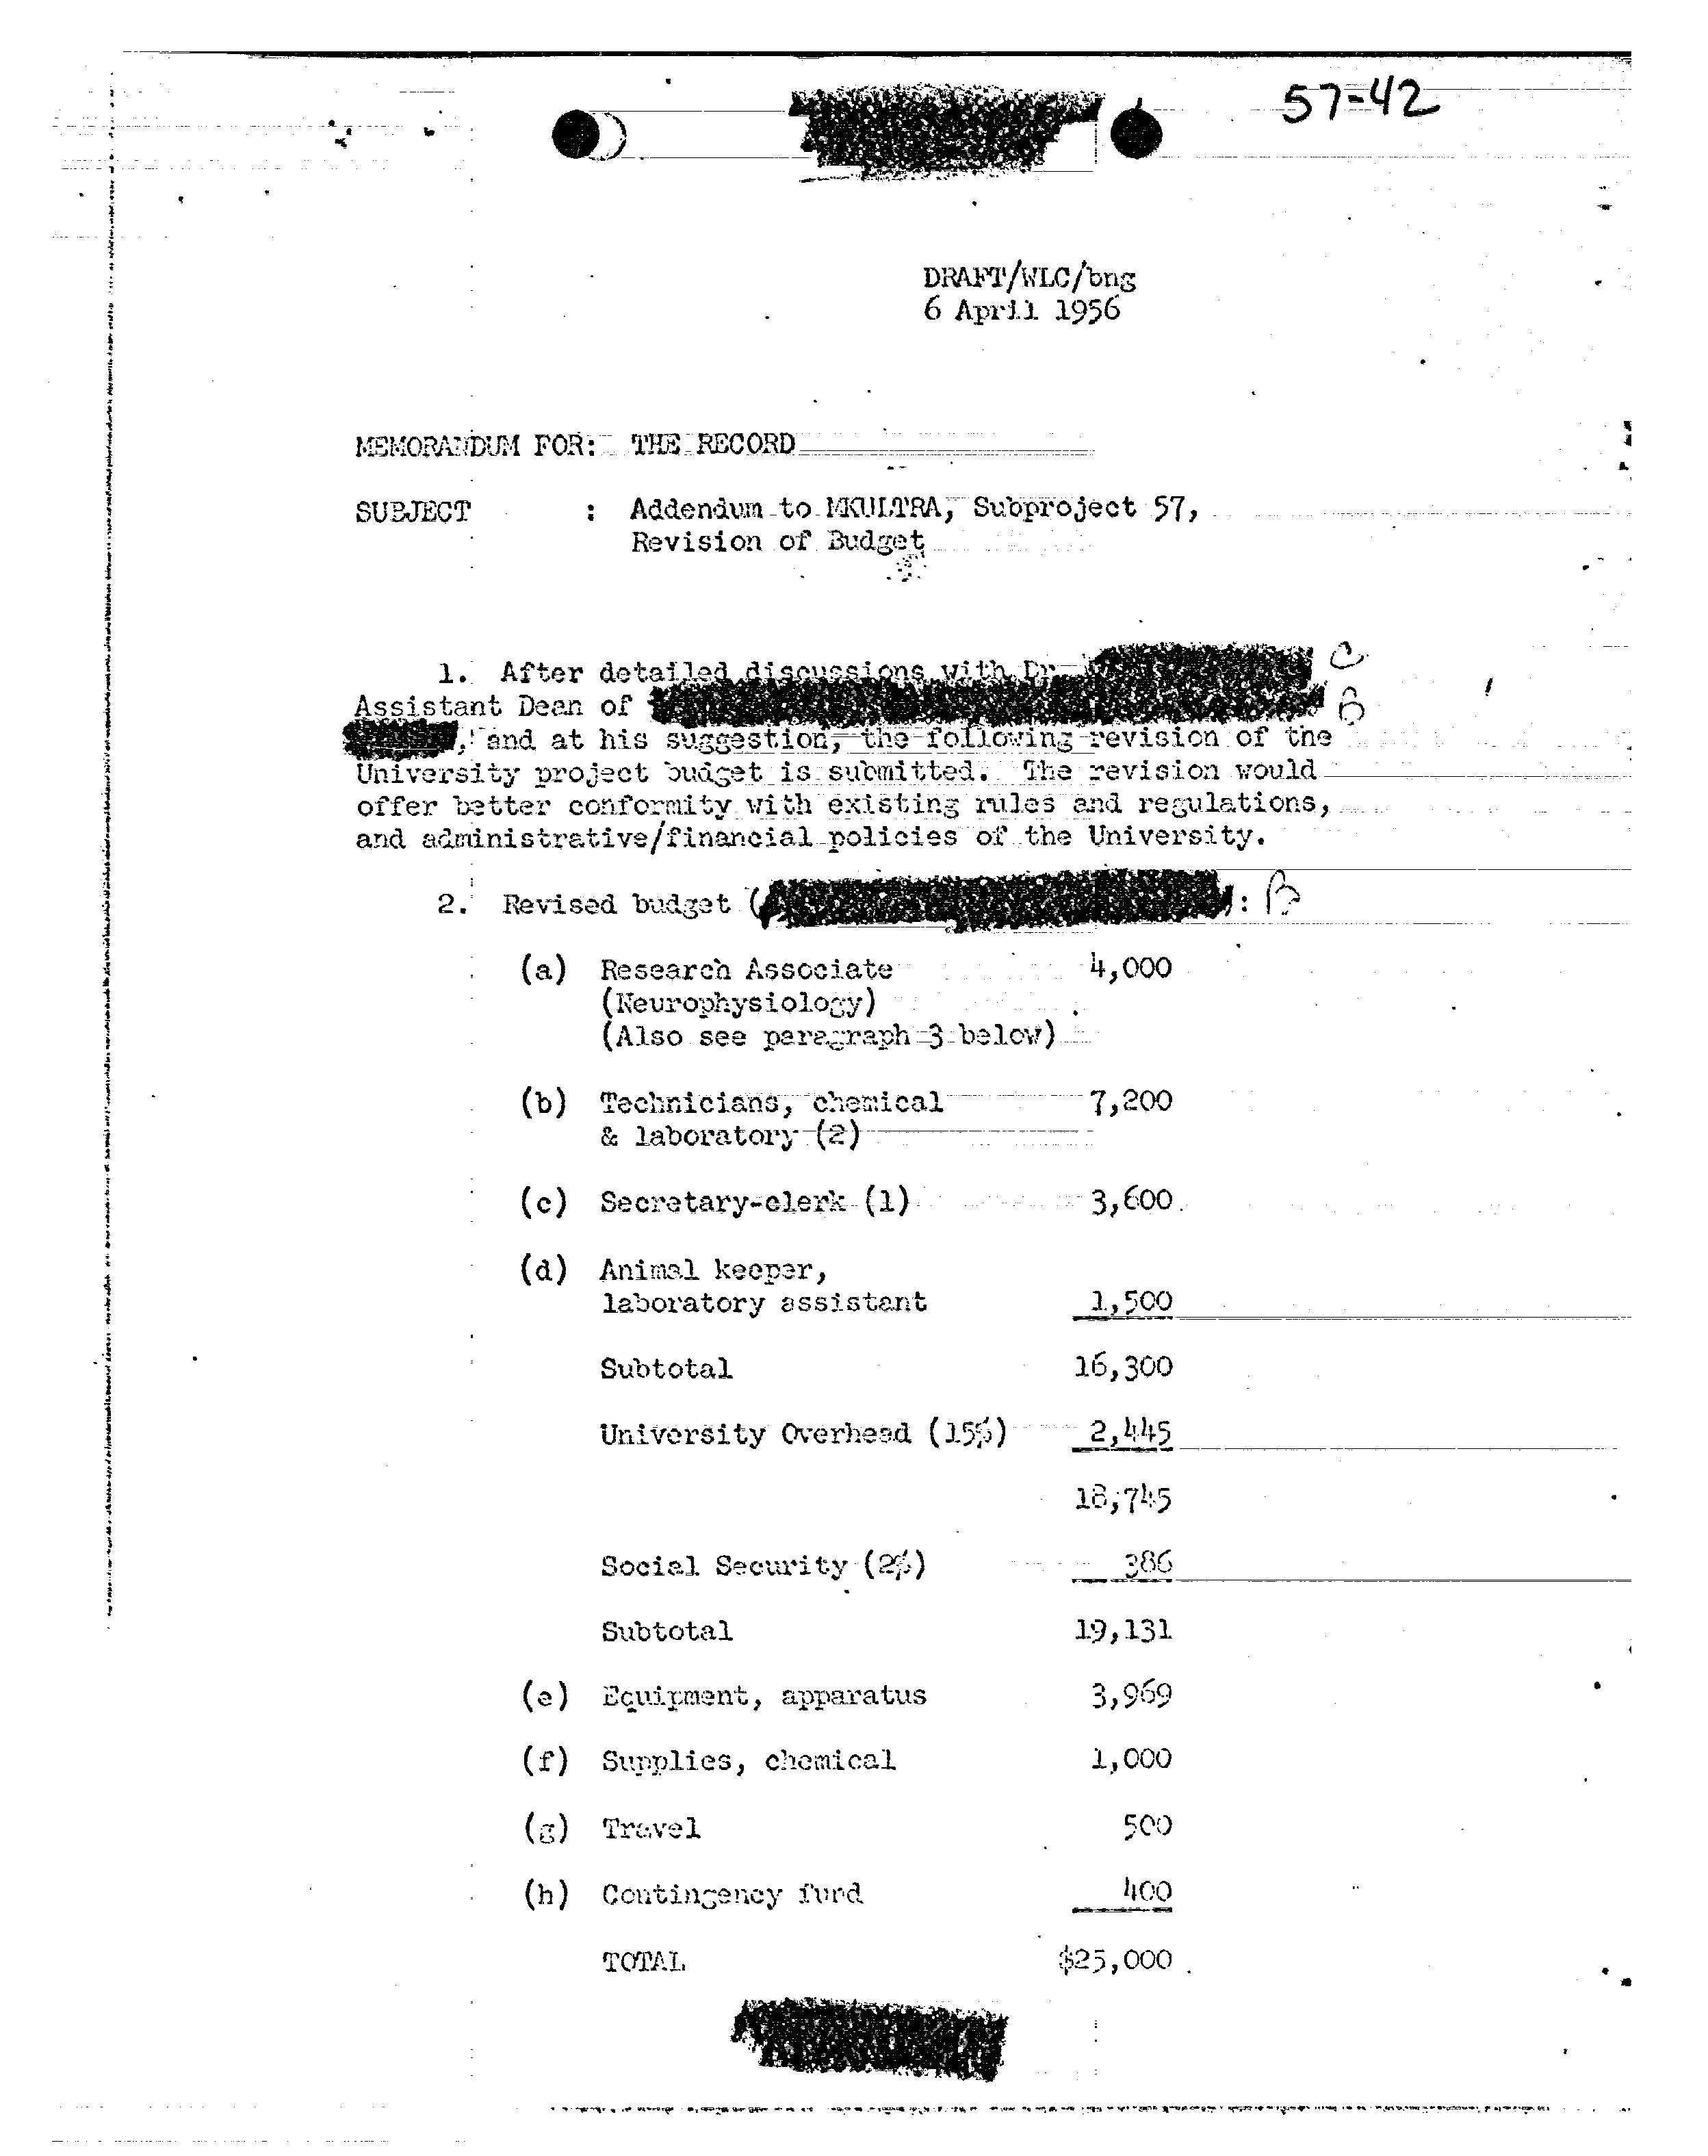 57-42
DRAFT/WLC/bng
6 April 1956
MEMORANDUM FOR: THE RECORD
SUBJECT : Addendum to MKULTRA, Subproject 57,
Revision of Budget
1. After detailed discussions with Dr. C
Assistant Dean of B
, and at his suggestion, the following revision of the
University project budget is submitted. The revision would
offer better conformity with existing rules and regulations,
and administrative/financial policies of the University.
2. Revised budget ( ): B
(a) Research Associate 4,000
(Neurophysiology)
(Also see paragraph 3 below)
(b) Technicians, chemical 7,200
& laboratory (2)
(c) Secretary-clerk (1) 3,600
(d) Animal keeper,
laboratory assistant 1,500
Subtotal 16,300
University Overhead (15%) 2,445
18,745
Social Security (2%) 386
Subtotal 19,131
(e) Equipment, apparatus 3,969
(f) Supplies, chemical 1,000
(g) Travel 500
(h) Contingency fund 400
TOTAL $25,000